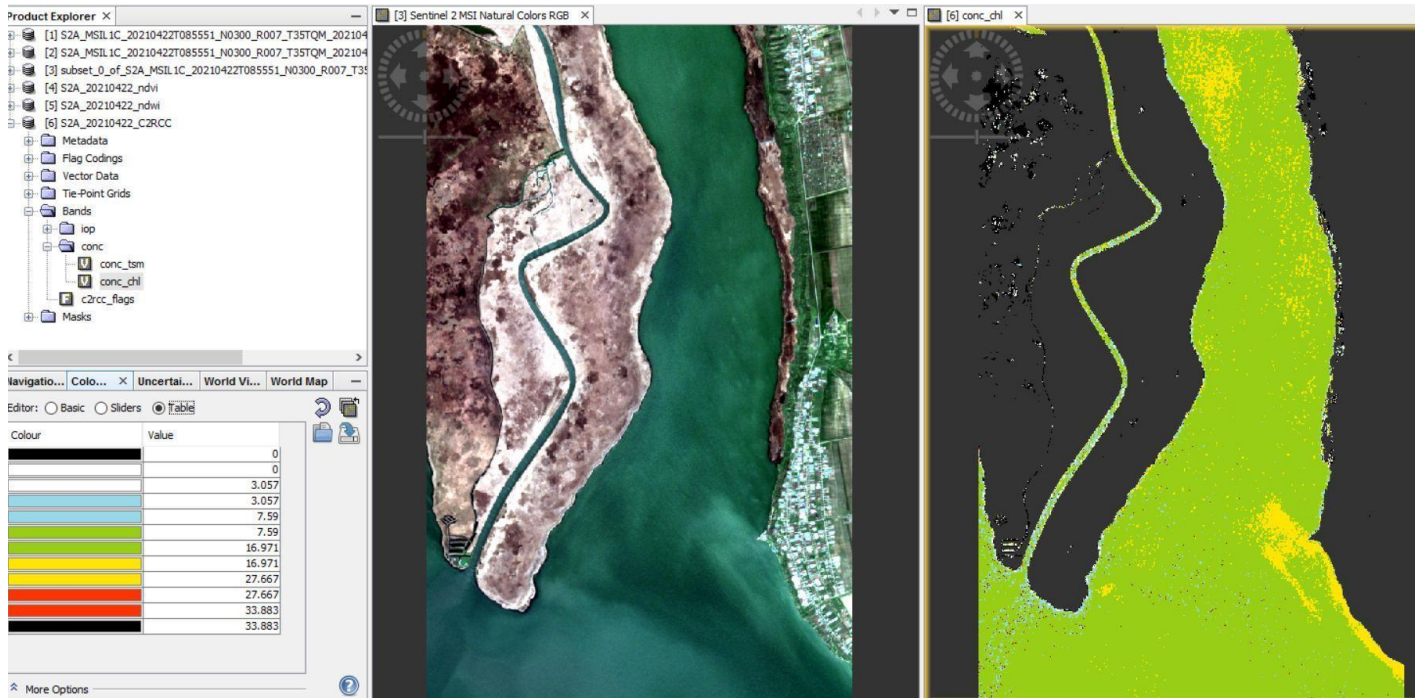 Product Explorer
[1] S2A_MSIL1C_20210422T085551_N0300_R007_T35TQM_202104
[2] S2A_MSIL1C_20210422T085551_N0300_R007_T35TQM_202104
[3] subset_0_of_S2A_MSIL1C_20210422T085551_N0300_R007_T35
[4] S2A_20210422_ndvi
[5] S2A_20210422_ndwi
[6] S2A_20210422_C2RCC
Metadata
Flag Codings
Vector Data
Tie-Point Grids
Bands
iop
conc
conc_tsm
conc_chl
c2rcc_flags
Masks
Navigatio... Colo... Uncertai... World Vi... World Map
Editor: Basic Sliders Table
Colour Value
0
0
3.057
3.057
7.59
7.59
16.971
16.971
27.667
27.667
33.883
33.883
More Options
[3] Sentinel 2 MSI Natural Colors RGB
[6] conc_chl